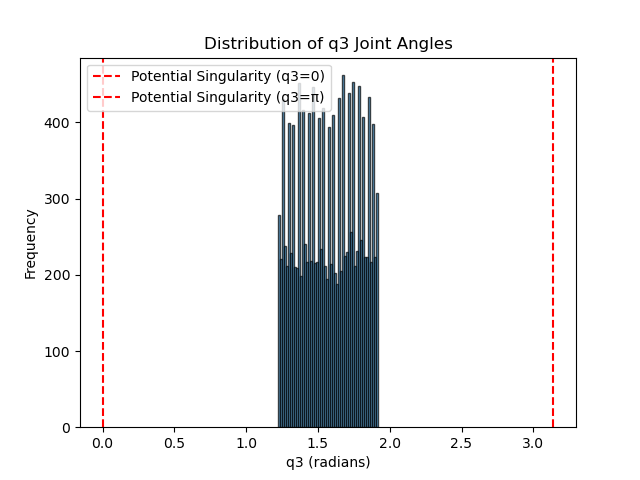 Distribution of q3 Joint Angles
Potential Singularity (q3=0)
Potential Singularity (q3=π)
400
300
200
100
0
Frequency
0.0 0.5 1.0 1.5 2.0 2.5 3.0
q3 (radians)